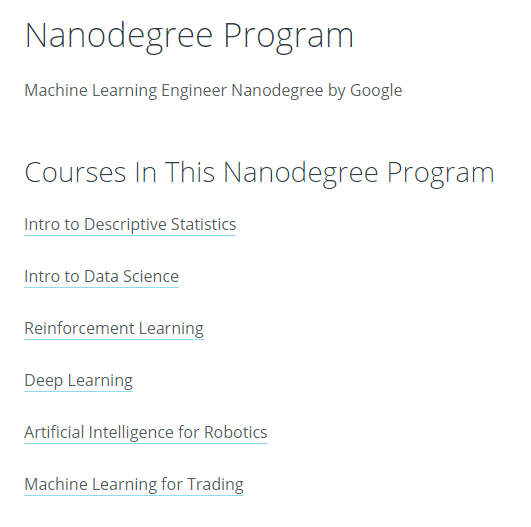 Nanodegree Program
Machine Learning Engineer Nanodegree by Google
Courses In This Nanodegree Program
Intro to Descriptive Statistics
Intro to Data Science
Reinforcement Learning
Deep Learning
Artificial Intelligence for Robotics
Machine Learning for Trading